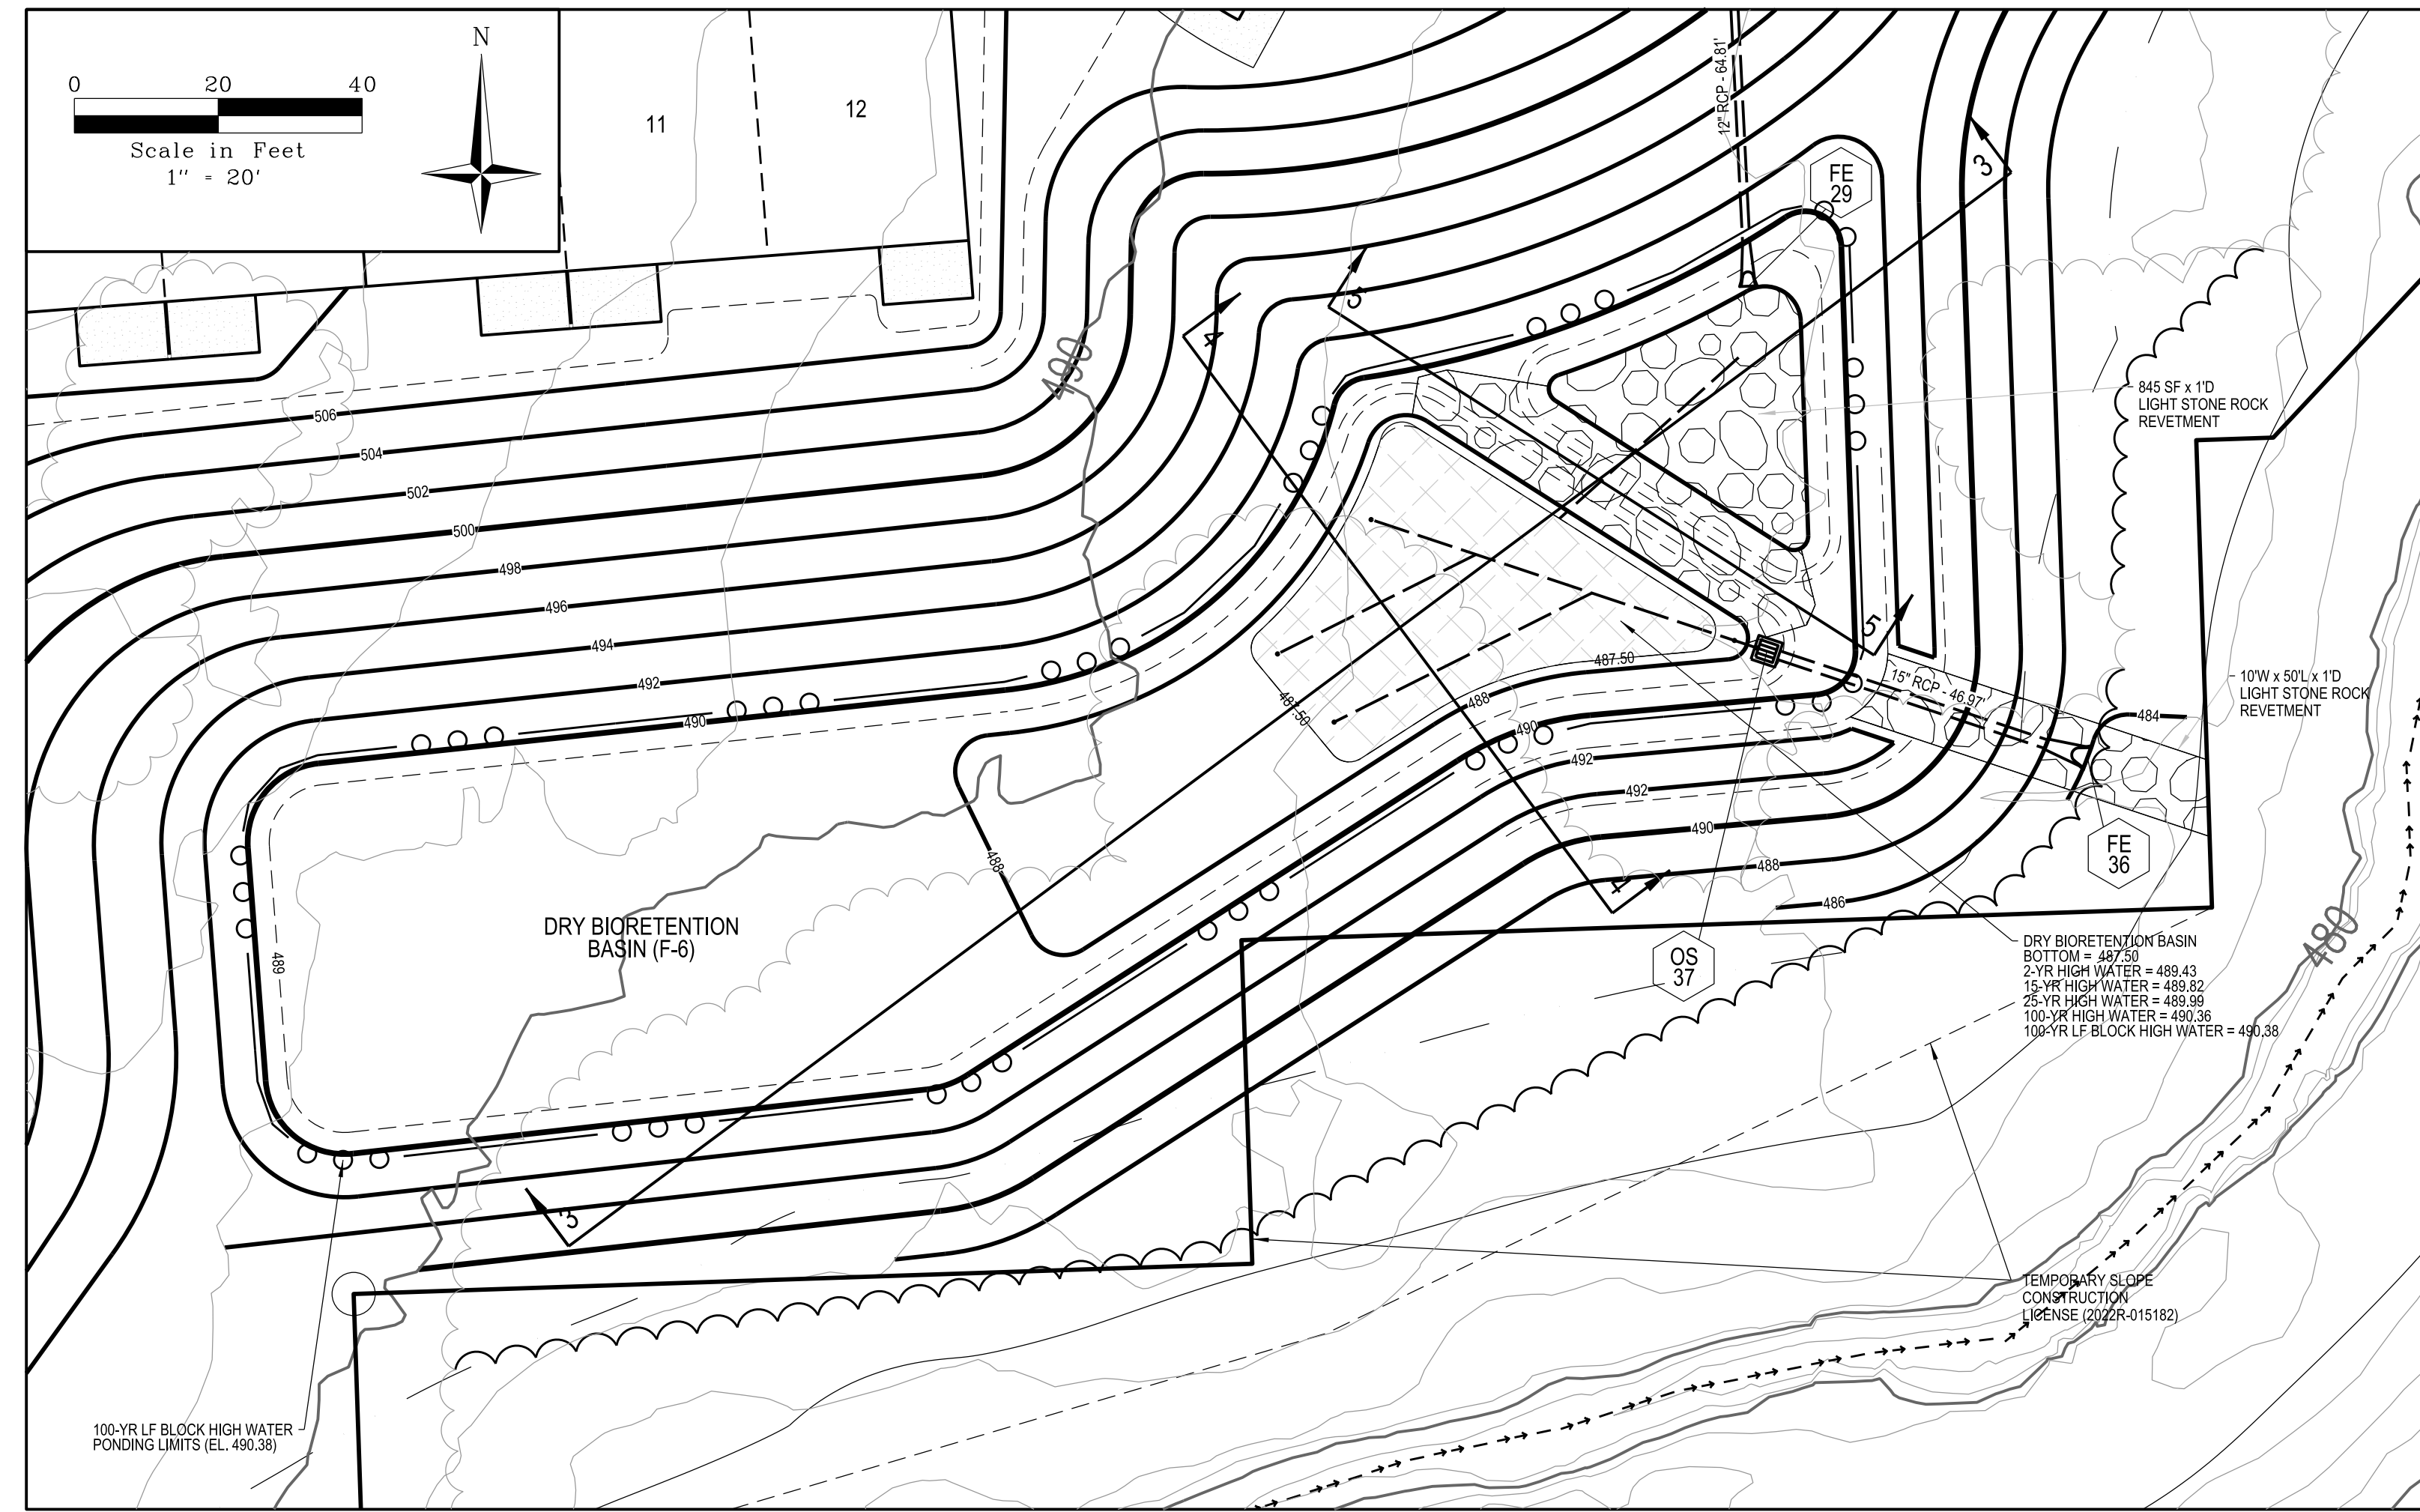 0 20 40
Scale in Feet
1" = 20'
N
11
12
12" RCP - 64.81'
FE
29
3
5
4
490
506
504
502
500
498
496
494
492
490
489
488
845 SF x 1'D
LIGHT STONE ROCK
REVETMENT
5
487.50
487.50
488
490
492
492
490
488
486
15" RCP - 46.97'
484
10'W x 50'L x 1'D
LIGHT STONE ROCK
REVETMENT
FE
36
4
OS
37
DRY BIORETENTION
BASIN (F-6)
DRY BIORETENTION BASIN
BOTTOM = 487.50
2-YR HIGH WATER = 489.43
15-YR HIGH WATER = 489.82
25-YR HIGH WATER = 489.99
100-YR HIGH WATER = 490.36
100-YR LF BLOCK HIGH WATER = 490.38
480
3
TEMPORARY SLOPE
CONSTRUCTION
LICENSE (2022R-015182)
100-YR LF BLOCK HIGH WATER
PONDING LIMITS (EL. 490.38)